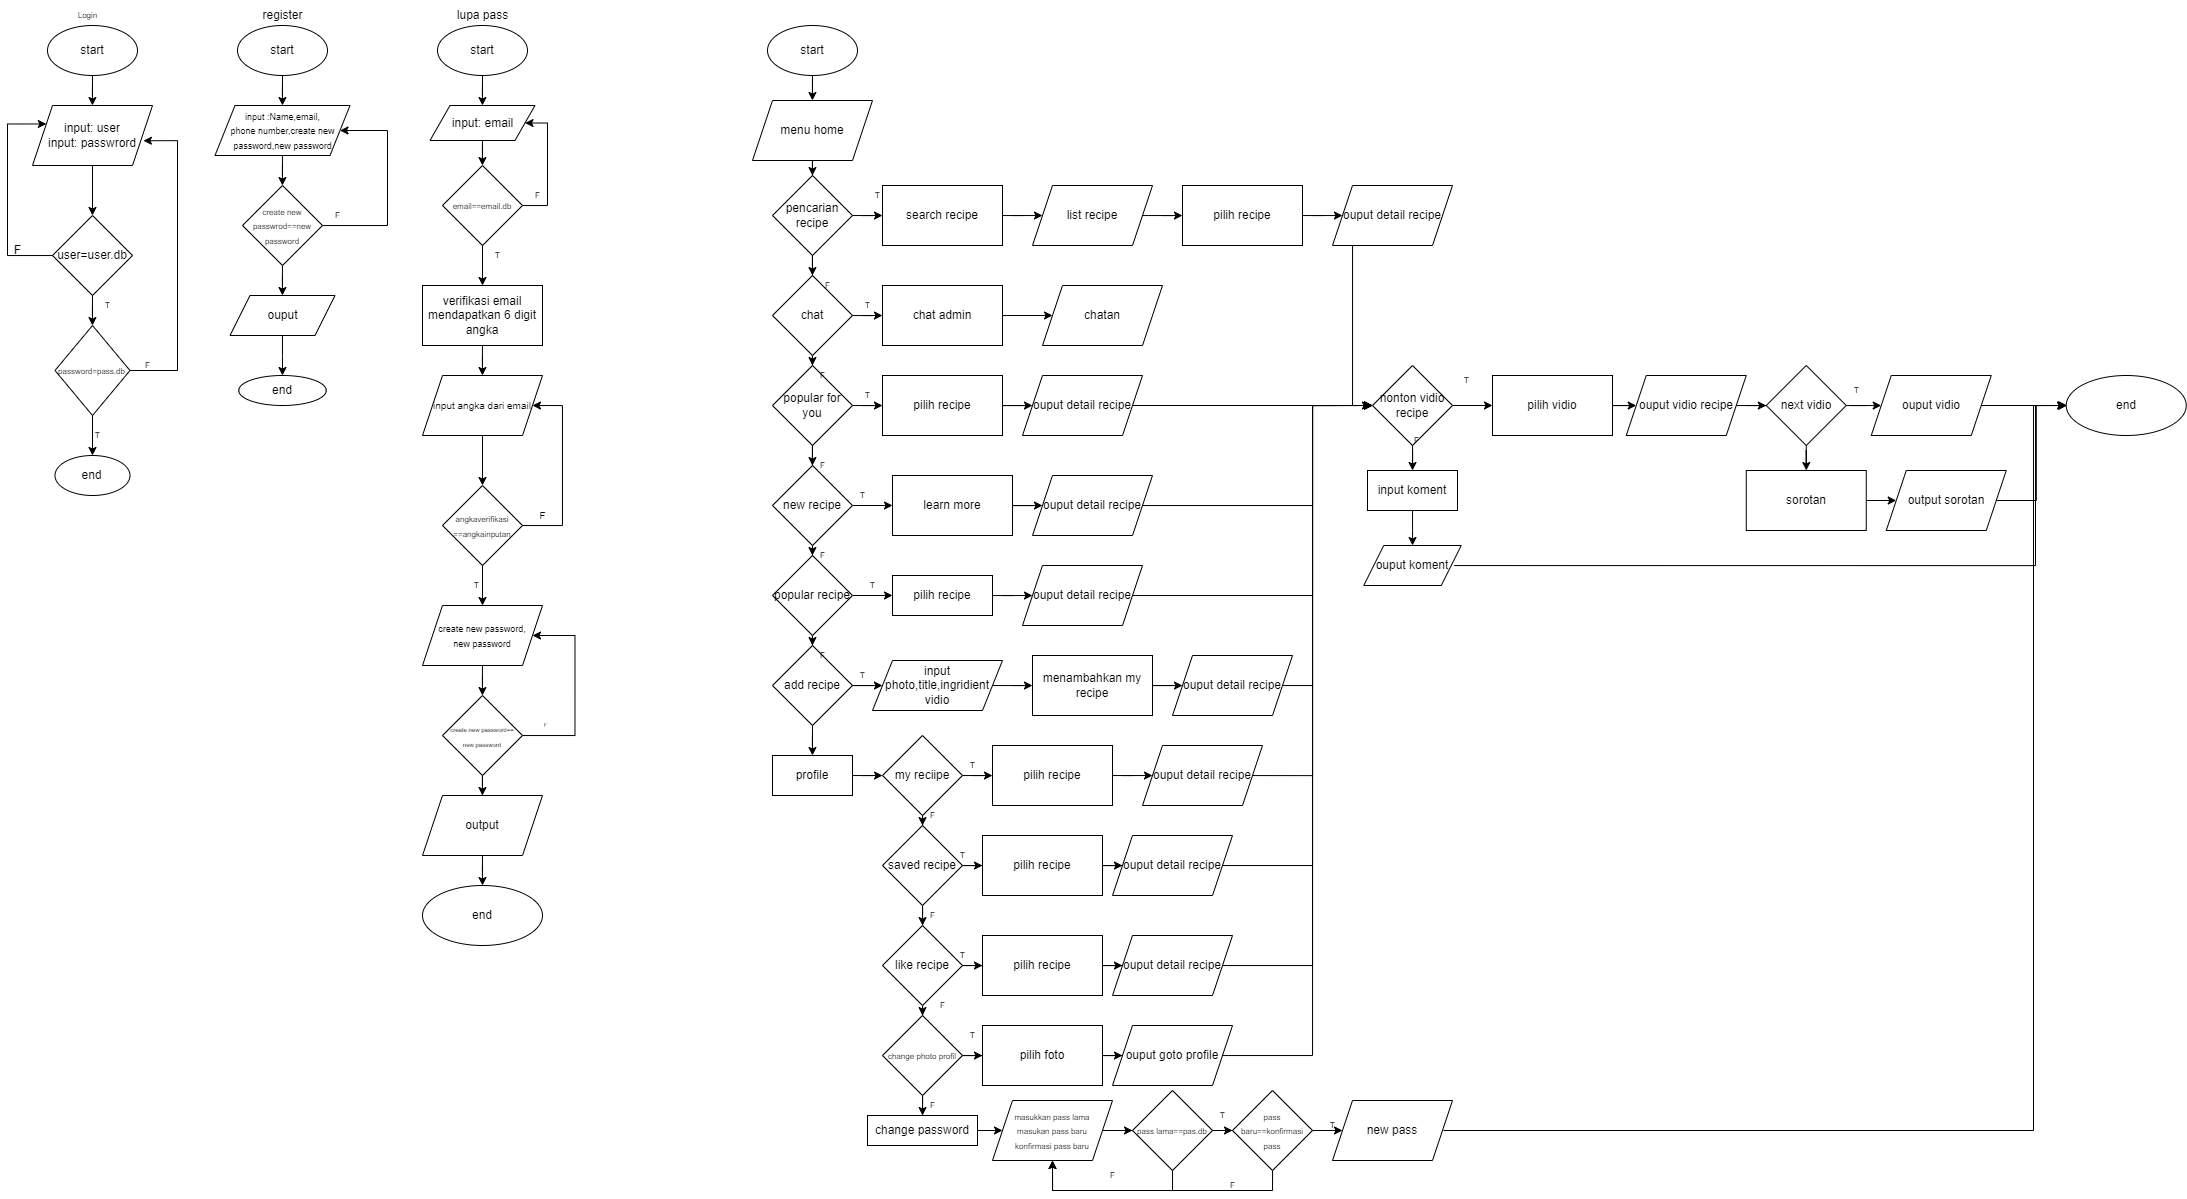 Login
start
input: user
input: passwrord
F
user=user.db
T
password=pass.db
F
T
end
register
start
input :Name,email,
phone number,create new
password,new password
create new
passwrod==new
password
F
ouput
end
lupa pass
start
input: email
email==email.db
F
T
verifikasi email
mendapatkan 6 digit
angka
input angka dari email
angkaverifikasi
==angkainputan
F
T
create new password,
new password
create new password==
new password
F
output
end
start
menu home
pencarian
recipe
T
search recipe
list recipe
pilih recipe
ouput detail recipe
F
chat
T
chat admin
chatan
F
popular for
you
T
pilih recipe
ouput detail recipe
nonton vidio
recipe
T
pilih vidio
ouput vidio recipe
next vidio
T
ouput vidio
end
F
input koment
ouput koment
sorotan
output sorotan
F
new recipe
T
learn more
ouput detail recipe
F
popular recipe
T
pilih recipe
ouput detail recipe
F
add recipe
T
input
photo,title,ingridient
vidio
menambahkan my
recipe
ouput detail recipe
profile
my reciipe
T
pilih recipe
ouput detail recipe
F
saved recipe
T
pilih recipe
ouput detail recipe
F
like recipe
T
pilih recipe
ouput detail recipe
F
change photo profil
T
pilih foto
ouput goto profile
F
change password
masukkan pass lama
masukan pass baru
konfirmasi pass baru
pass lama==pas.db
T
pass
baru==konfirmasi
pass
T
new pass
F
F